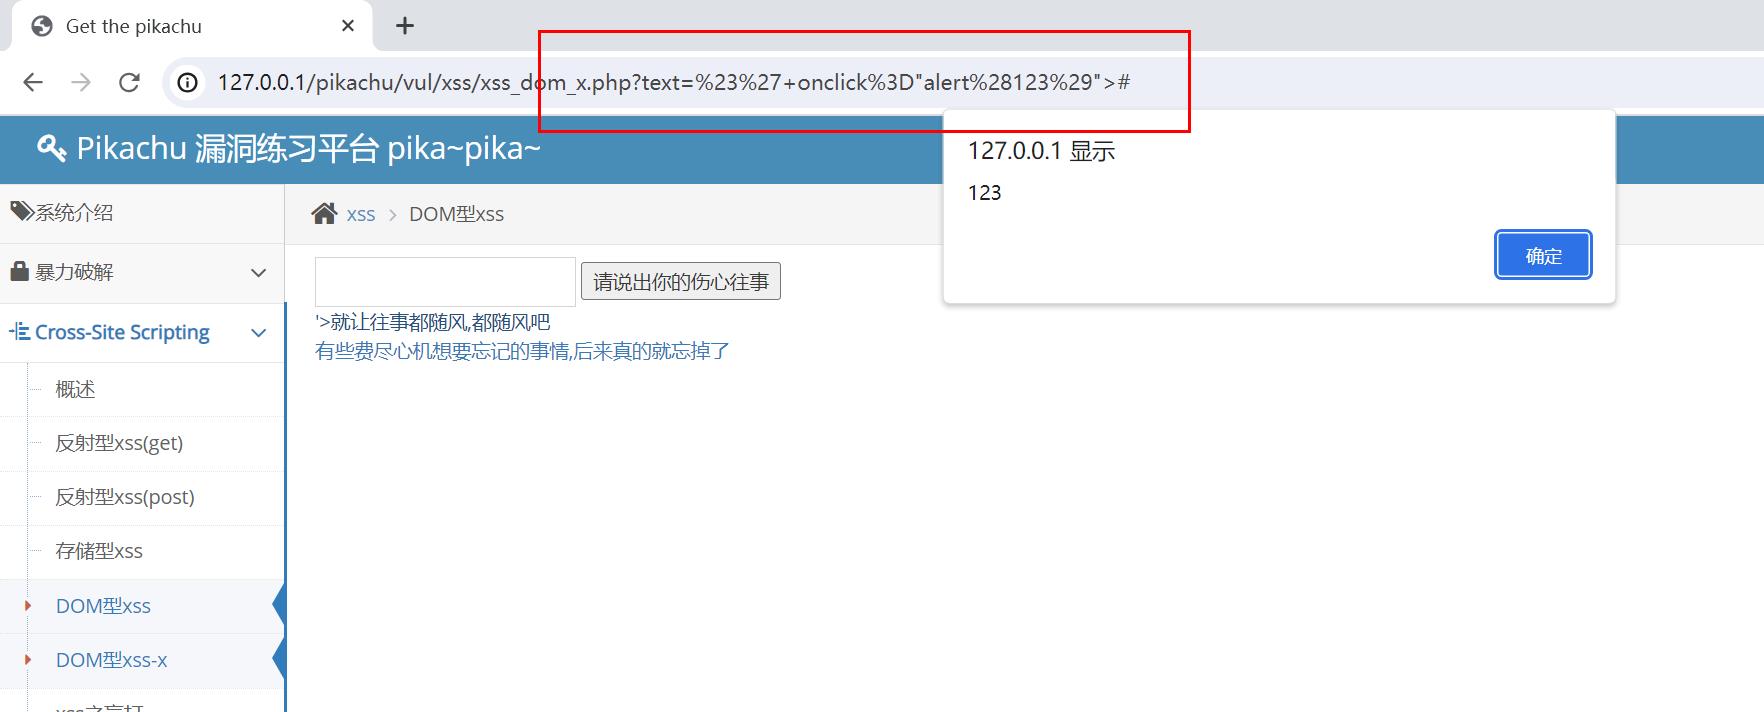 Get the pikachu
127.0.0.1/pikachu/vul/xss/xss_dom_x.php?text=%23%27+onclick%3D"alert%28123%29">#
Pikachu 漏洞练习平台 pika~pika~
127.0.0.1 显示
123
确定
系统介绍
xss > DOM型xss
暴力破解
请说出你的伤心往事
'>就让往事都随风,都随风吧
有些费尽心机想要忘记的事情,后来真的就忘掉了
Cross-Site Scripting
概述
反射型xss(get)
反射型xss(post)
存储型xss
DOM型xss
DOM型xss-x
xss之盲打